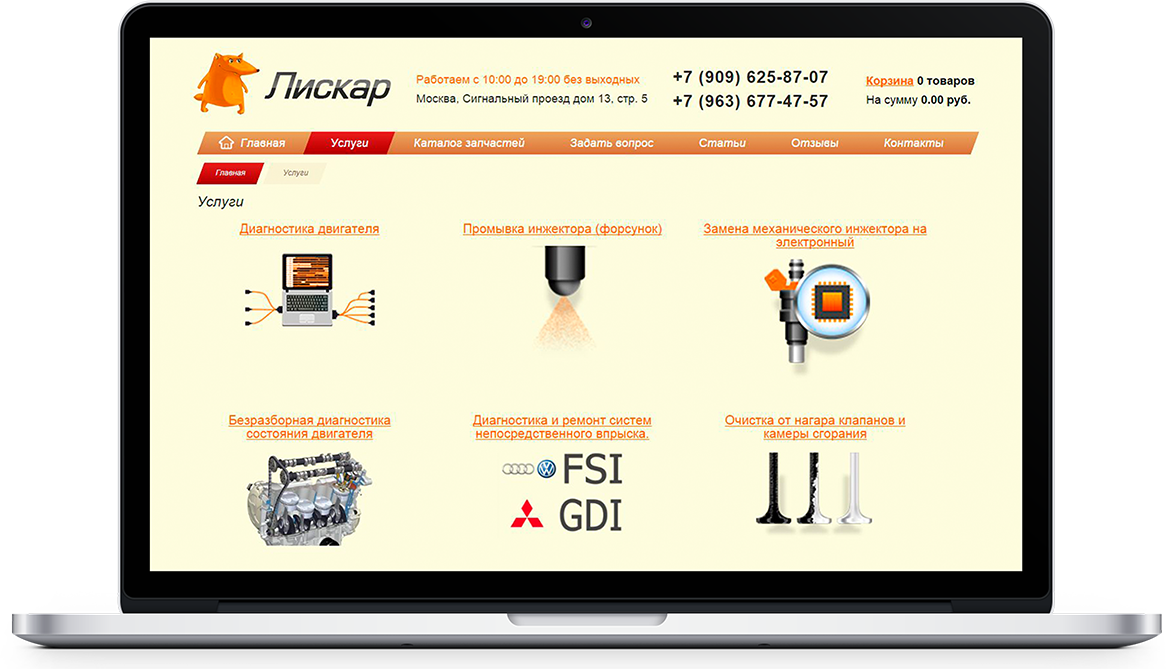 Лискар
Работаем с 10:00 до 19:00 без выходных
Москва, Сигнальный проезд дом 13, стр. 5
+7 (909) 625-87-07
+7 (963) 677-47-57
Корзина 0 товаров
На сумму 0.00 руб.
Главная Услуги Каталог запчастей Задать вопрос Статьи Отзывы Контакты
Главная Услуги
Услуги
Диагностика двигателя
Промывка инжектора (форсунок)
Замена механического инжектора на
электронный
Безразборная диагностика
состояния двигателя
Диагностика и ремонт систем
непосредственного впрыска.
FSI
GDI
Очистка от нагара клапанов и
камеры сгорания